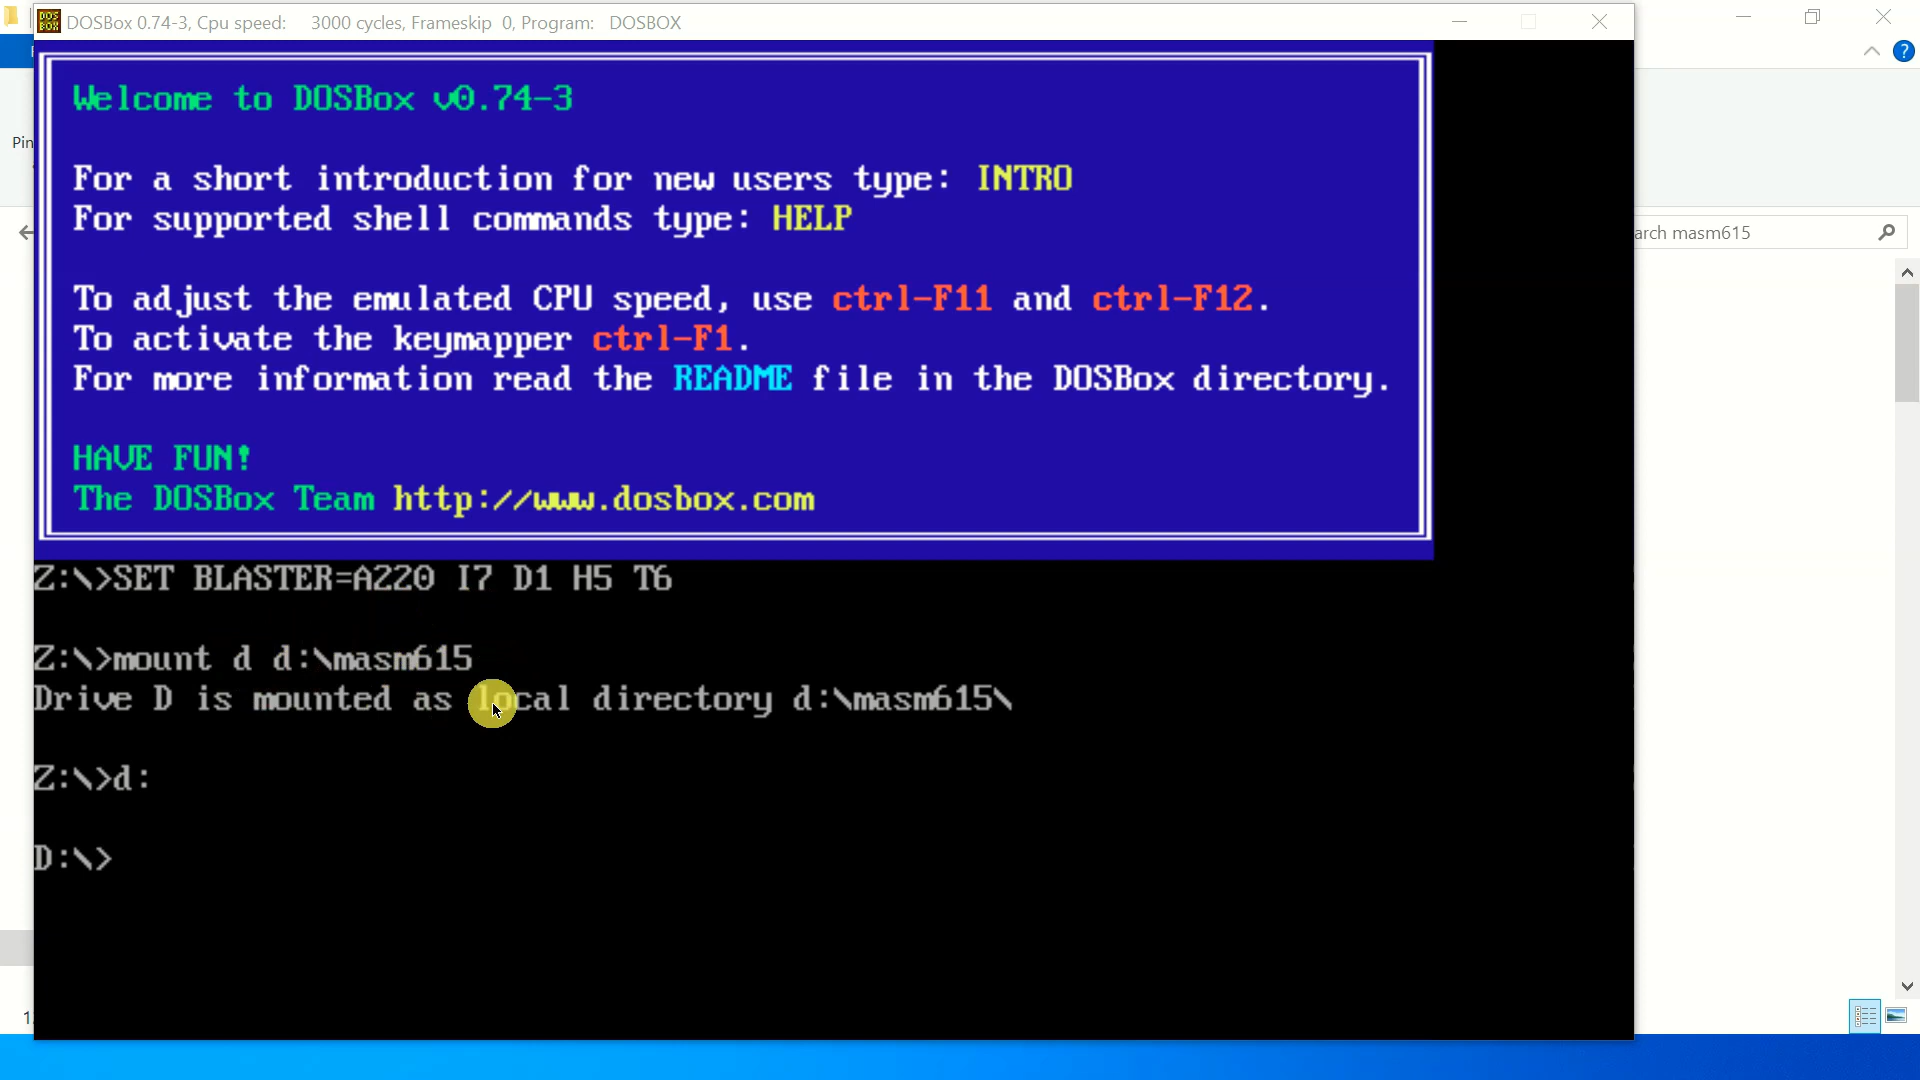 DOSBox 0.74-3, Cpu speed: 3000 cycles, Frameskip 0, Program: DOSBOX
Welcome to DOSBox v0.74-3
For a short introduction for new users type: INTRO
For supported shell commands type: HELP
To adjust the emulated CPU speed, use ctrl-F11 and ctrl-F12.
To activate the keymapper ctrl-F1.
For more information read the README file in the DOSBox directory.
HAVE FUN!
The DOSBox Team http://www.dosbox.com
Z:\>SET BLASTER=A220 I7 D1 H5 T6
Z:\>mount d d:\masm615
Drive D is mounted as local directory d:\masm615\
Z:\>d:
D:\>
Pin
arch masm615